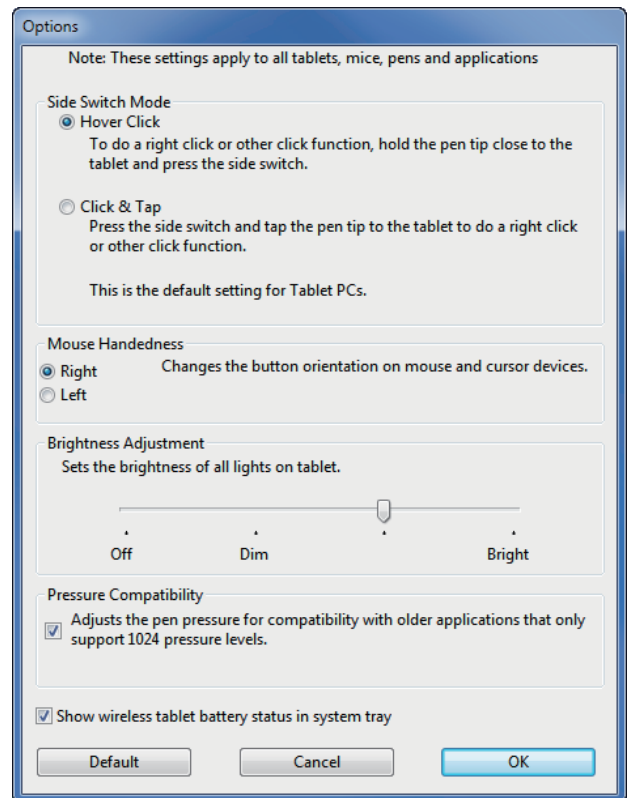 Options
Note: These settings apply to all tablets, mice, pens and applications
Side Switch Mode
Hover Click
To do a right click or other click function, hold the pen tip close to the
tablet and press the side switch.
Click & Tap
Press the side switch and tap the pen tip to the tablet to do a right click
or other click function.
This is the default setting for Tablet PCs.
Mouse Handedness
Right Changes the button orientation on mouse and cursor devices.
Left
Brightness Adjustment
Sets the brightness of all lights on tablet.
Off Dim Bright
Pressure Compatibility
Adjusts the pen pressure for compatibility with older applications that only
support 1024 pressure levels.
Show wireless tablet battery status in system tray
Default Cancel OK